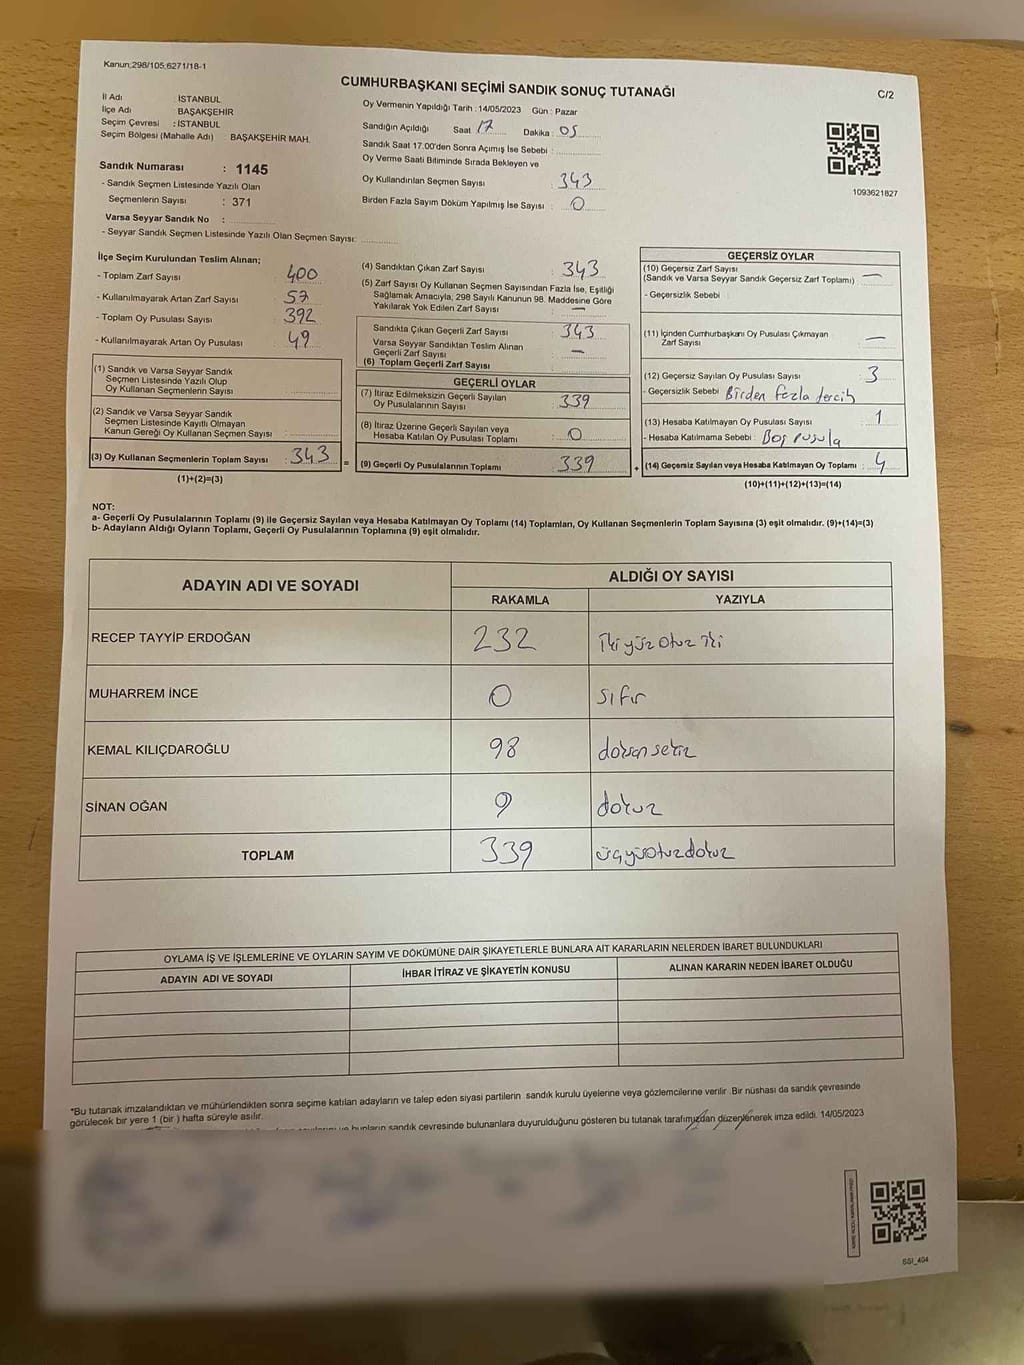 Kanun:298/105;6271/18-1
CUMHURBAŞKANI SEÇİMİ SANDIK SONUÇ TUTANAĞI
C/2
İl Adı : İSTANBUL
İlçe Adı : BAŞAKŞEHİR
Seçim Çevresi : İSTANBUL
Seçim Bölgesi (Mahalle Adı) : BAŞAKŞEHİR MAH.
Sandık Numarası : 1145
- Sandık Seçmen Listesinde Yazılı Olan
Seçmenlerin Sayısı : 371
Varsa Seyyar Sandık No :
- Seyyar Sandık Seçmen Listesinde Yazılı Olan Seçmen Sayısı:
Oy Vermenin Yapıldığı Tarih : 14/05/2023 Gün : Pazar
Sandığın Açıldığı Saat 17 Dakika : 05
Sandık Saat 17.00'den Sonra Açımış İse Sebebi :
Oy Verme Saati Bitiminde Sırada Bekleyen ve
Oy Kullandırılan Seçmen Sayısı : 343
Birden Fazla Sayım Döküm Yapılmış İse Sayısı : 0
1093621827
İlçe Seçim Kurulundan Teslim Alınan;
- Toplam Zarf Sayısı : 400
- Kullanılmayarak Artan Zarf Sayısı : 57
- Toplam Oy Pusulası Sayısı : 392
- Kullanılmayarak Artan Oy Pusulası : 49
(1) Sandık ve Varsa Seyyar Sandık
Seçmen Listesinde Yazılı Olup
Oy Kullanan Seçmenlerin Sayısı :
(2) Sandık ve Varsa Seyyar Sandık
Seçmen Listesinde Kayıtlı Olmayan
Kanun Gereği Oy Kullanan Seçmen Sayısı :
(3) Oy Kullanan Seçmenlerin Toplam Sayısı : 343
(1)+(2)=(3)
=
(4) Sandıktan Çıkan Zarf Sayısı : 343
(5) Zarf Sayısı Oy Kullanan Seçmen Sayısından Fazla İse, Eşitliği
Sağlamak Amacıyla, 298 Sayılı Kanunun 98. Maddesine Göre
Yakılarak Yok Edilen Zarf Sayısı : —
Sandıkta Çıkan Geçerli Zarf Sayısı : 343
Varsa Seyyar Sandıktan Teslim Alınan
Geçerli Zarf Sayısı : —
(6) Toplam Geçerli Zarf Sayısı :
GEÇERLİ OYLAR
(7) İtiraz Edilmeksizin Geçerli Sayılan
Oy Pusulalarının Sayısı : 339
(8) İtiraz Üzerine Geçerli Sayılan veya
Hesaba Katılan Oy Pusulası Toplamı : 0
(9) Geçerli Oy Pusulalarının Toplamı : 339
+
GEÇERSİZ OYLAR
(10) Geçersiz Zarf Sayısı
(Sandık ve Varsa Seyyar Sandık Geçersiz Zarf Toplamı) : —
- Geçersizlik Sebebi :
(11) İçinden Cumhurbaşkanı Oy Pusulası Çıkmayan
Zarf Sayısı : —
(12) Geçersiz Sayılan Oy Pusulası Sayısı : 3
- Geçersizlik Sebebi : Birden fazla tercih
(13) Hesaba Katılmayan Oy Pusulası Sayısı : 1
- Hesaba Katılmama Sebebi : Boş pusula
(14) Geçersiz Sayılan veya Hesaba Katılmayan Oy Toplamı : 4
(10)+(11)+(12)+(13)=(14)
NOT:
a- Geçerli Oy Pusulalarının Toplamı (9) ile Geçersiz Sayılan veya Hesaba Katılmayan Oy Toplamı (14) Toplamları, Oy Kullanan Seçmenlerin Toplam Sayısına (3) eşit olmalıdır. (9)+(14)=(3)
b- Adayların Aldığı Oyların Toplamı, Geçerli Oy Pusulalarının Toplamına (9) eşit olmalıdır.
ADAYIN ADI VE SOYADI
ALDIĞI OY SAYISI
RAKAMLA YAZIYLA
RECEP TAYYİP ERDOĞAN 232 İkiyüz otuz iki
MUHARREM İNCE 0 sıfır
KEMAL KILIÇDAROĞLU 98 doksan sekiz
SİNAN OĞAN 9 dokuz
TOPLAM 339 üçyüzotuzdokuz
OYLAMA İŞ VE İŞLEMLERİNE VE OYLARIN SAYIM VE DÖKÜMÜNE DAİR ŞİKAYETLERLE BUNLARA AİT KARARLARIN NELERDEN İBARET BULUNDUKLARI
ADAYIN ADI VE SOYADI İHBAR İTİRAZ VE ŞİKAYETİN KONUSU ALINAN KARARIN NEDEN İBARET OLDUĞU
*Bu tutanak imzalandıktan ve mühürlendikten sonra seçime katılan adayların ve talep eden siyasi partilerin sandık kurulu üyelerine ve gözlemcilerine verilir .Bir nüshası da sandık çevresinde
görülecek bir yere 1 (bir ) hafta süreyle asılır.
ve bunların sandık çevresinde bulunanlara duyurulduğunu gösteren bu tutanak tarafımızdan düzenlenerek imza edildi. 14/05/2023
SSI_404